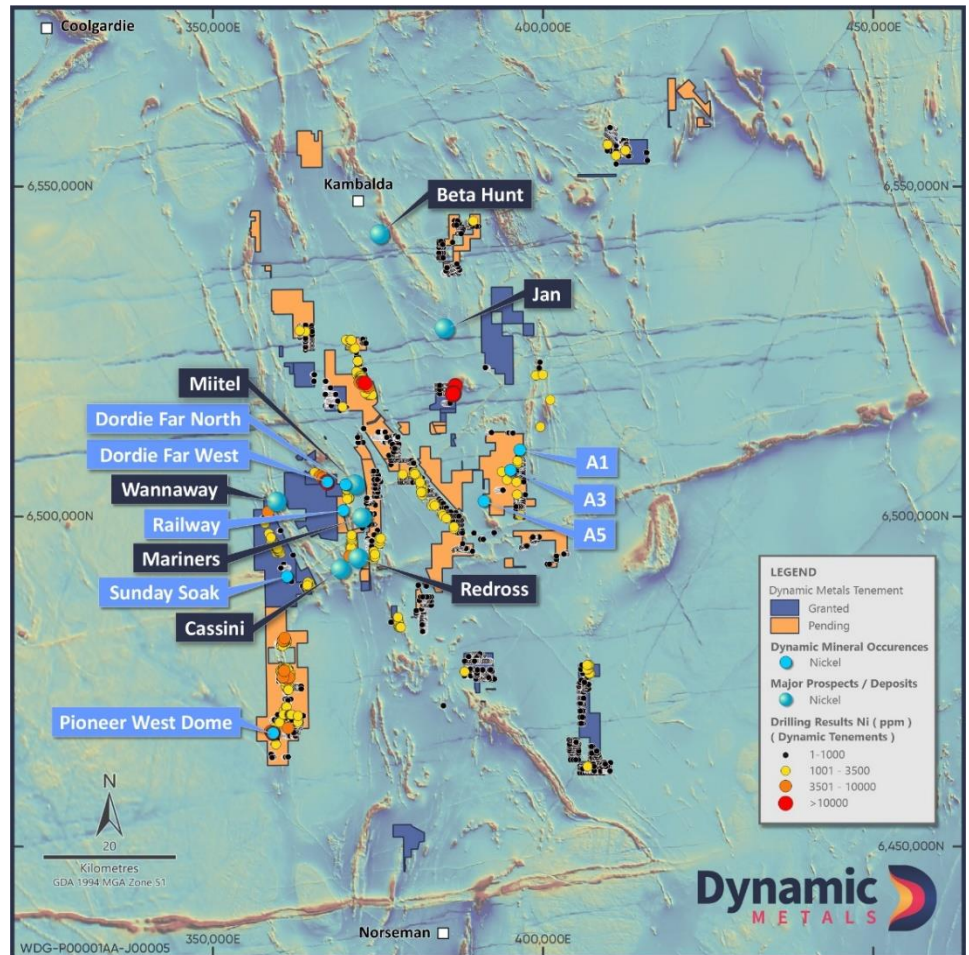 350,000E
400,000E
450,000E
Coolgardie
6,550,000N
Kambalda
Beta Hunt
Jan
Miitel
Dordie Far North
Dordie Far West
Wannaway
6,500,000N
Railway
Mariners
Sunday Soak
Cassini
Redross
A1
A3
A5
6,500,000N
Pioneer West Dome
LEGEND
Dynamic Metals Tenement
Granted
Pending
Dynamic Mineral Occurences
Nickel
Major Prospects / Deposits
Nickel
Drilling Results Ni ( ppm )
( Dynamic Tenements )
1-1000
1001 - 3500
3501 - 10000
>10000
N
20
Kilometres
GDA 1994 MGA Zone 51
6,450,000N
Dynamic
METALS
Norseman
WDG-P00001AA-J00005
350,000E
400,000E